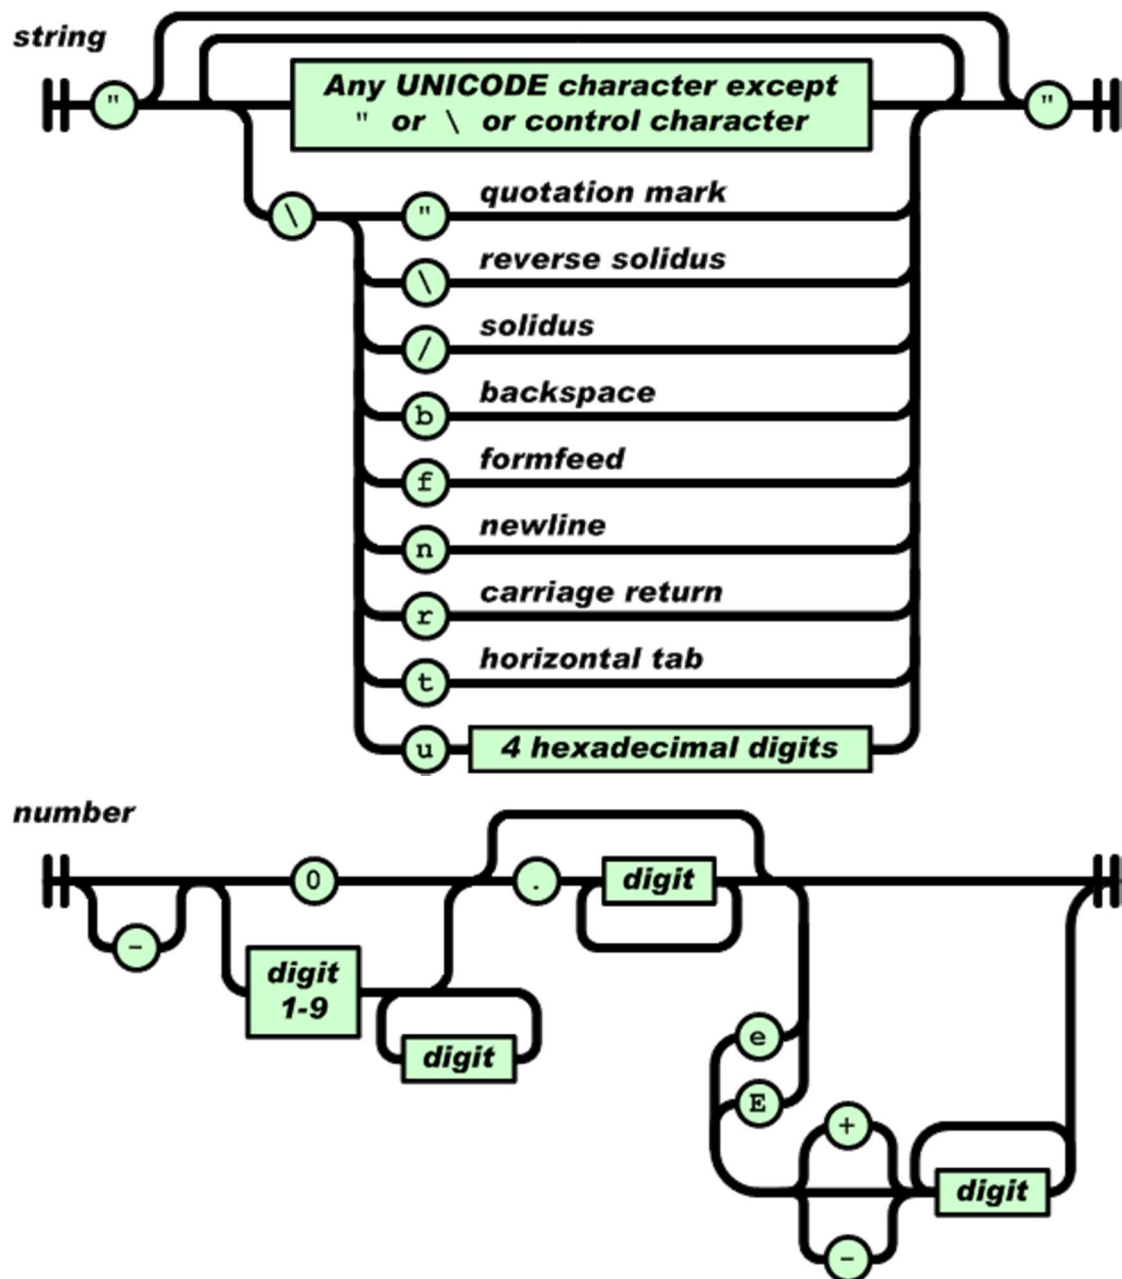 string
"
Any UNICODE character except
" or \ or control character
"
\
" quotation mark
\ reverse solidus
/ solidus
b backspace
f formfeed
n newline
r carriage return
t horizontal tab
u 4 hexadecimal digits
number
0
.
digit
-
digit
1-9
digit
e
E
+
digit
-